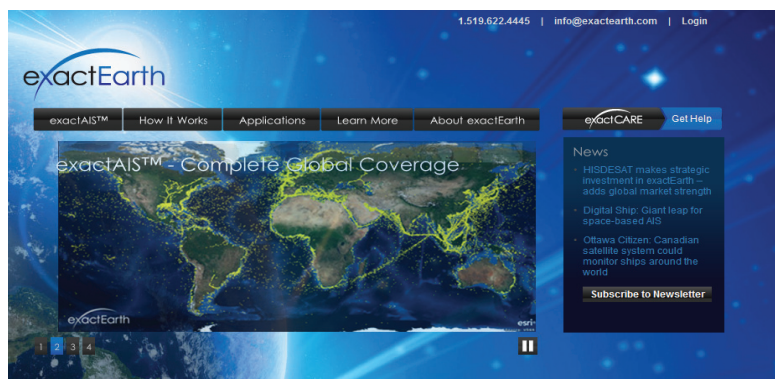 1.519.622.4445 | info@exactearth.com | Login
exactEarth
exactAIS™ How It Works Applications Learn More About exactEarth
exactCARE Get Help
exactAIS™ - Complete Global Coverage
exactEarth
esri
1 2 3 4
News
HISDESAT makes strategic
investment in exactEarth –
adds global market strength
Digital Ship: Giant leap for
space-based AIS
Ottawa Citizen: Canadian
satellite system could
monitor ships around the
world
Subscribe to Newsletter